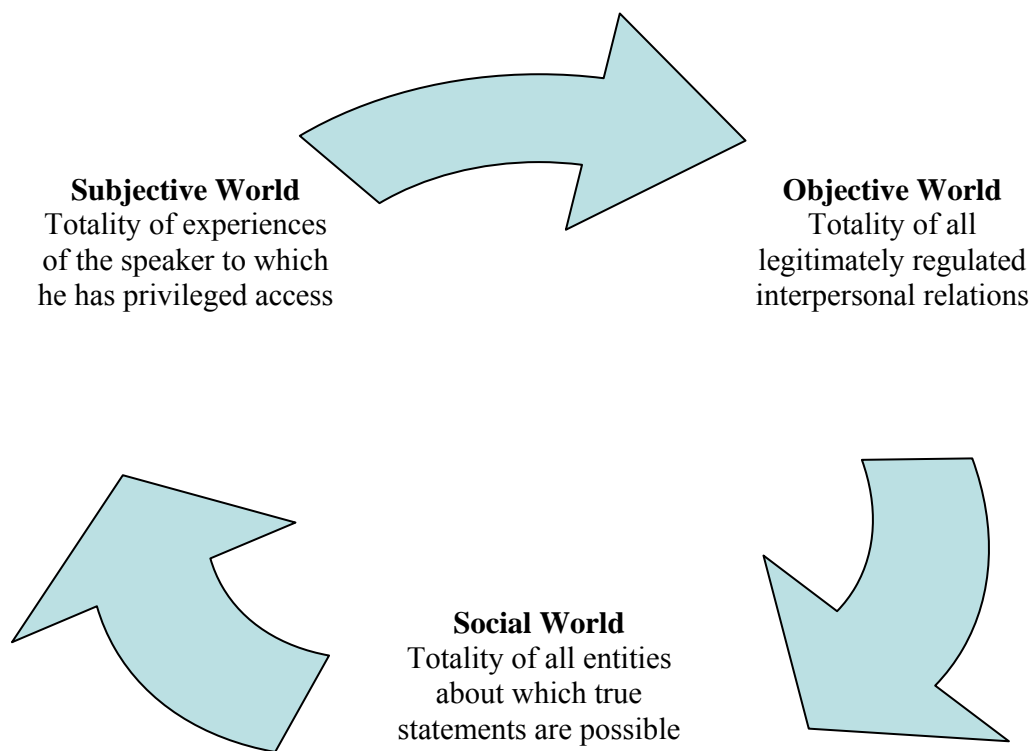 Subjective World
Totality of experiences
of the speaker to which
he has privileged access
Objective World
Totality of all
legitimately regulated
interpersonal relations
Social World
Totality of all entities
about which true
statements are possible